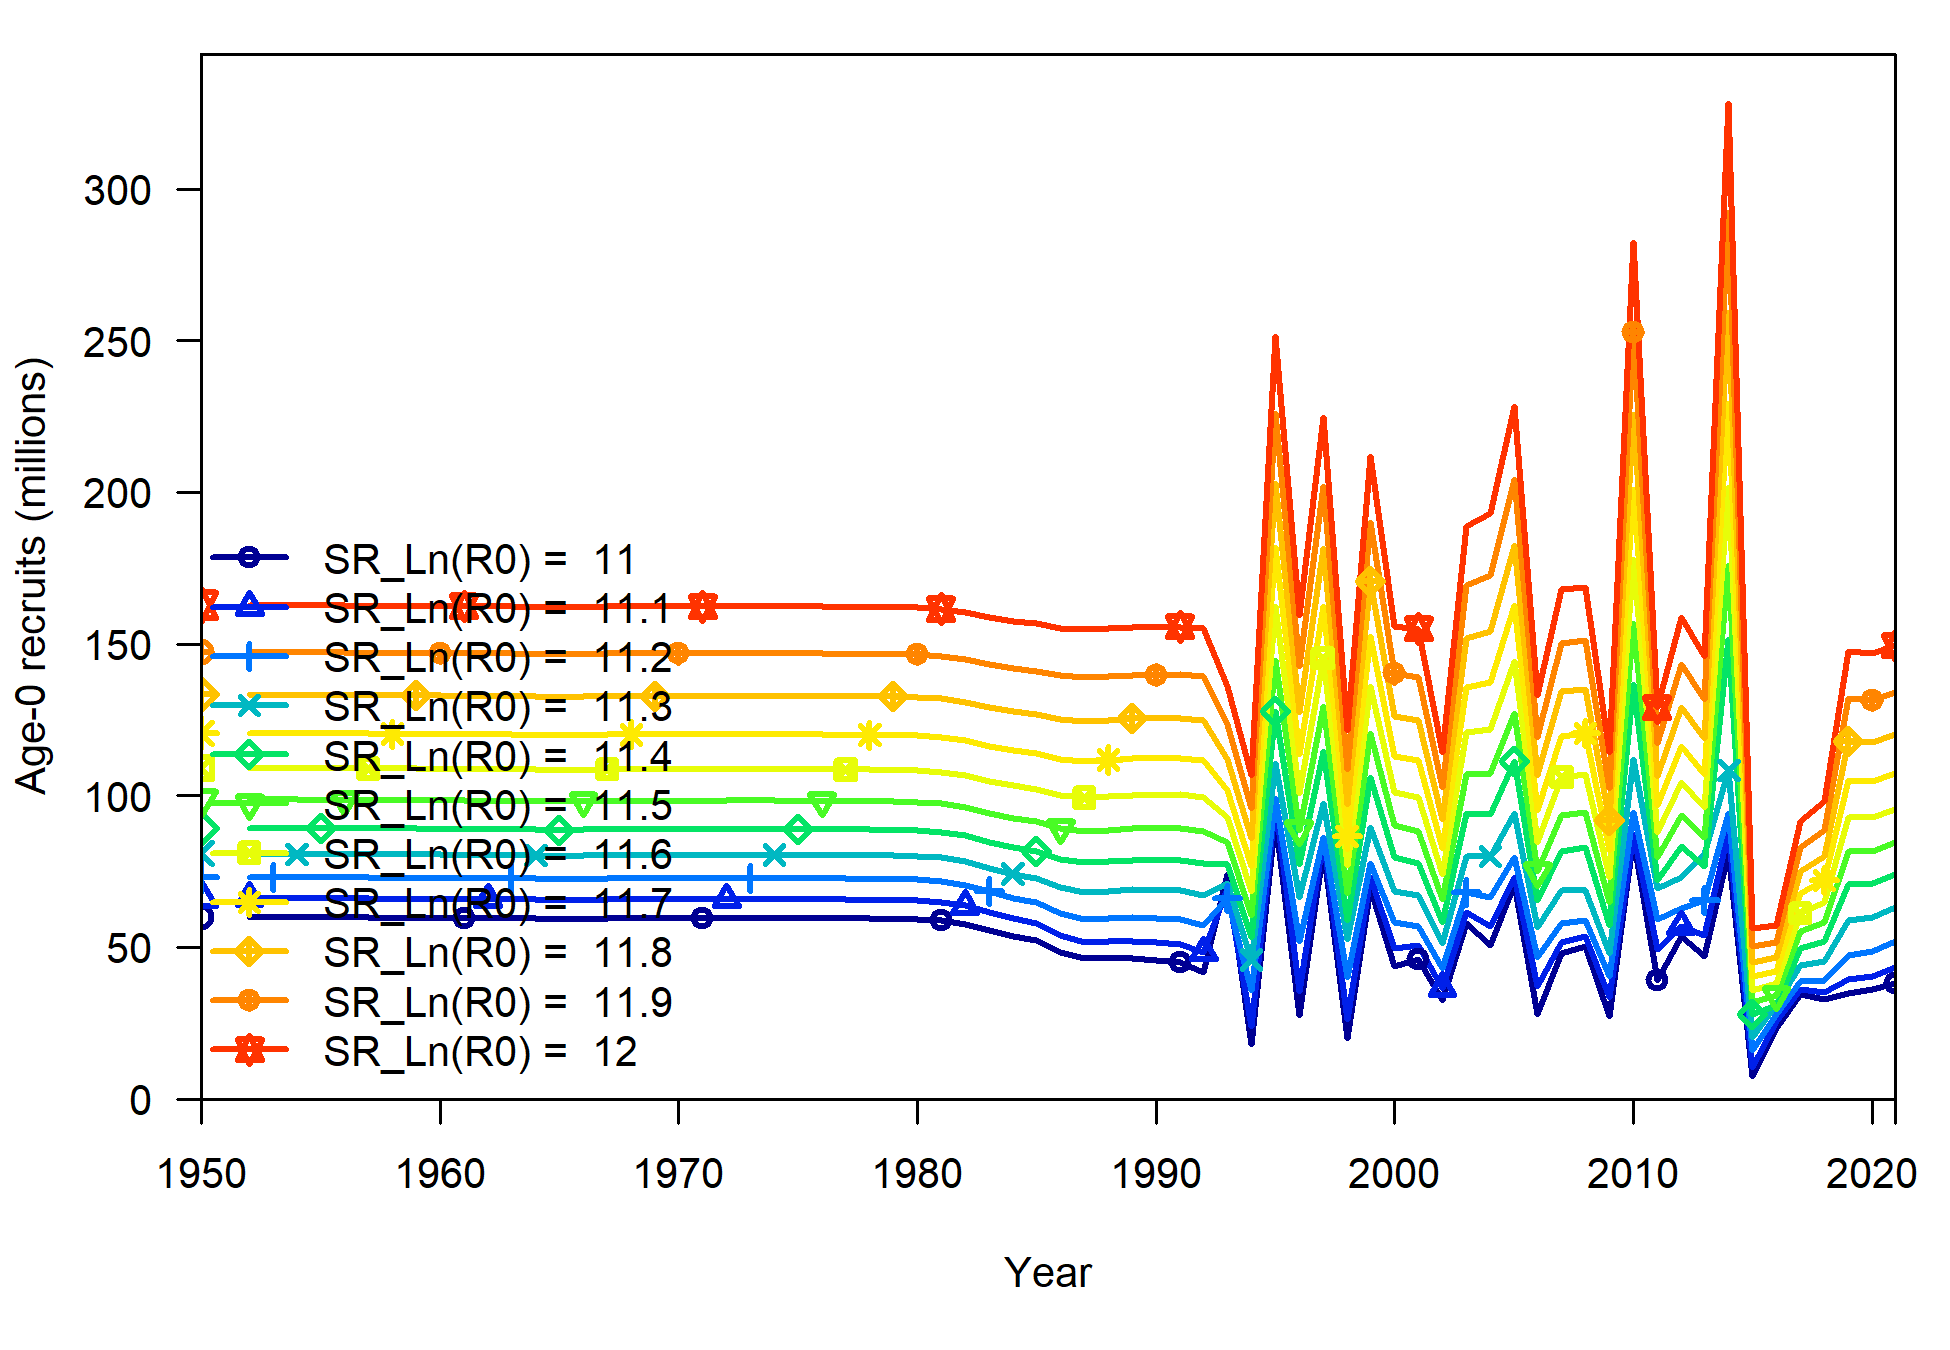 300
250
200
150
100
50
0
Age-0 recruits (millions)
SR_Ln(R0) = 11
SR_Ln(R0) = 11.1
SR_Ln(R0) = 11.2
SR_Ln(R0) = 11.3
SR_Ln(R0) = 11.4
SR_Ln(R0) = 11.5
SR_Ln(R0) = 11.6
SR_Ln(R0) = 11.7
SR_Ln(R0) = 11.8
SR_Ln(R0) = 11.9
SR_Ln(R0) = 12
1950 1960 1970 1980 1990 2000 2010 2020
Year